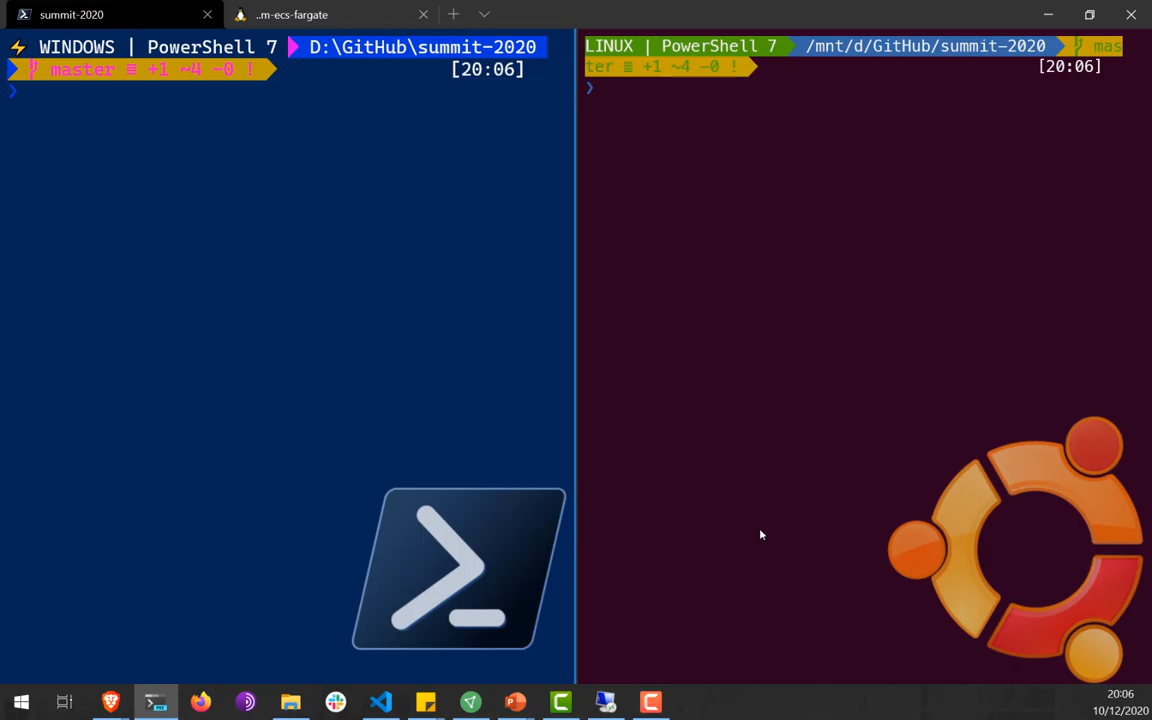 summit-2020
..m-ecs-fargate
⚡ WINDOWS | PowerShell 7 D:\GitHub\summit-2020
master ≡ +1 ~4 -0 ! [20:06]
❯
LINUX | PowerShell 7 /mnt/d/GitHub/summit-2020 mas
ter ≡ +1 ~4 -0 ! [20:06]
❯
20:06
10/12/2020